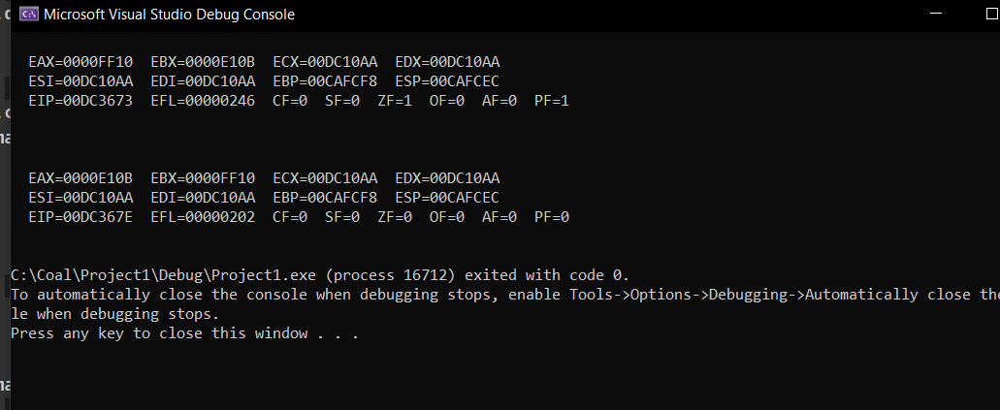 Microsoft Visual Studio Debug Console
EAX=0000FF10  EBX=0000E10B  ECX=00DC10AA  EDX=00DC10AA
ESI=00DC10AA  EDI=00DC10AA  EBP=00CAFCF8  ESP=00CAFCEC
EIP=00DC3673  EFL=00000246  CF=0  SF=0  ZF=1  OF=0  AF=0  PF=1
EAX=0000E10B  EBX=0000FF10  ECX=00DC10AA  EDX=00DC10AA
ESI=00DC10AA  EDI=00DC10AA  EBP=00CAFCF8  ESP=00CAFCEC
EIP=00DC367E  EFL=00000202  CF=0  SF=0  ZF=0  OF=0  AF=0  PF=0
C:\Coal\Project1\Debug\Project1.exe (process 16712) exited with code 0.
To automatically close the console when debugging stops, enable Tools->Options->Debugging->Automatically close the
le when debugging stops.
Press any key to close this window . . .